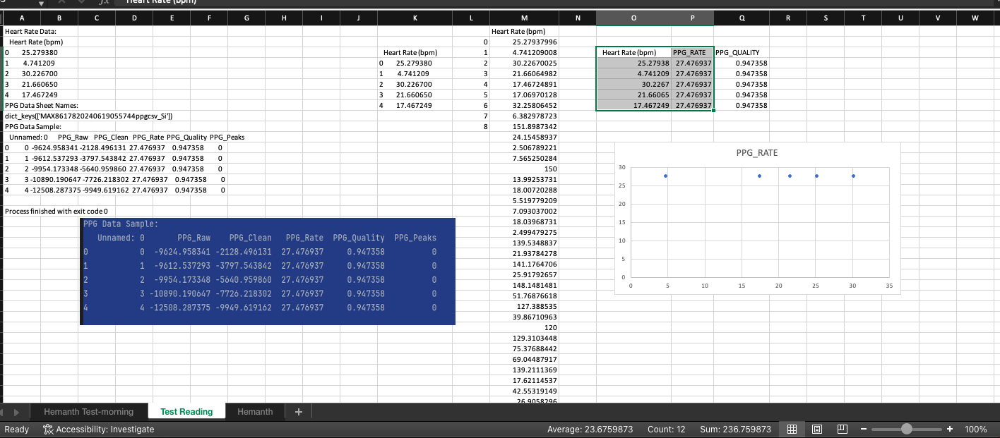 Heart Rate (bpm)
A B C D E F G H I J K L M N O P Q R S T U V W
Heart Rate Data: Heart Rate (bpm)
Heart Rate (bpm) 0 25.27937996
0 25.279380 Heart Rate (bpm) 1 4.741209008 Heart Rate (bpm) PPG_RATE PPG_QUALITY
1 4.741209 0 25.279380 2 30.22670025 25.27938 27.476937 0.947358
2 30.226700 1 4.741209 3 21.66064982 4.741209 27.476937 0.947358
3 21.660650 2 30.226700 4 17.46724891 30.2267 27.476937 0.947358
4 17.467249 3 21.660650 5 17.06970128 21.66065 27.476937 0.947358
PPG Data Sheet Names: 4 17.467249 6 32.25806452 17.467249 27.476937 0.947358
dict_keys(['MAX8617820240619055744ppgcsv_Si']) 7 6.382978723
PPG Data Sample: 8 151.8987342
Unnamed: 0 PPG_Raw PPG_Clean PPG_Rate PPG_Quality PPG_Peaks 24.15458937
0 0 -9624.958341 -2128.496131 27.476937 0.947358 0 2.506789221
1 1 -9612.537293 -3797.543842 27.476937 0.947358 0 7.565250284
2 2 -9954.173348 -5640.959860 27.476937 0.947358 0 150
3 3 -10890.190647 -7726.218302 27.476937 0.947358 0 13.99253731
4 4 -12508.287375 -9949.619162 27.476937 0.947358 0 18.00720288
5.519779209
Process finished with exit code 0 7.093037002
18.03968731
2.499479275
139.5348837
21.93784278
141.1764706
25.91792657
148.1481481
51.76876618
127.388535
39.86710963
120
129.3103448
75.37688442
69.04487917
139.2111369
17.62114537
42.55319149
26.9058296
PPG Data Sample:
Unnamed: 0 PPG_Raw PPG_Clean PPG_Rate PPG_Quality PPG_Peaks
0 0 -9624.958341 -2128.496131 27.476937 0.947358 0
1 1 -9612.537293 -3797.543842 27.476937 0.947358 0
2 2 -9954.173348 -5640.959860 27.476937 0.947358 0
3 3 -10890.190647 -7726.218302 27.476937 0.947358 0
4 4 -12508.287375 -9949.619162 27.476937 0.947358 0
PPG_RATE
30
25
20
15
10
5
0
0 5 10 15 20 25 30 35
Hemanth Test-morning Test Reading Hemanth +
Ready Accessibility: Investigate Average: 23.6759873 Count: 12 Sum: 236.759873 100%